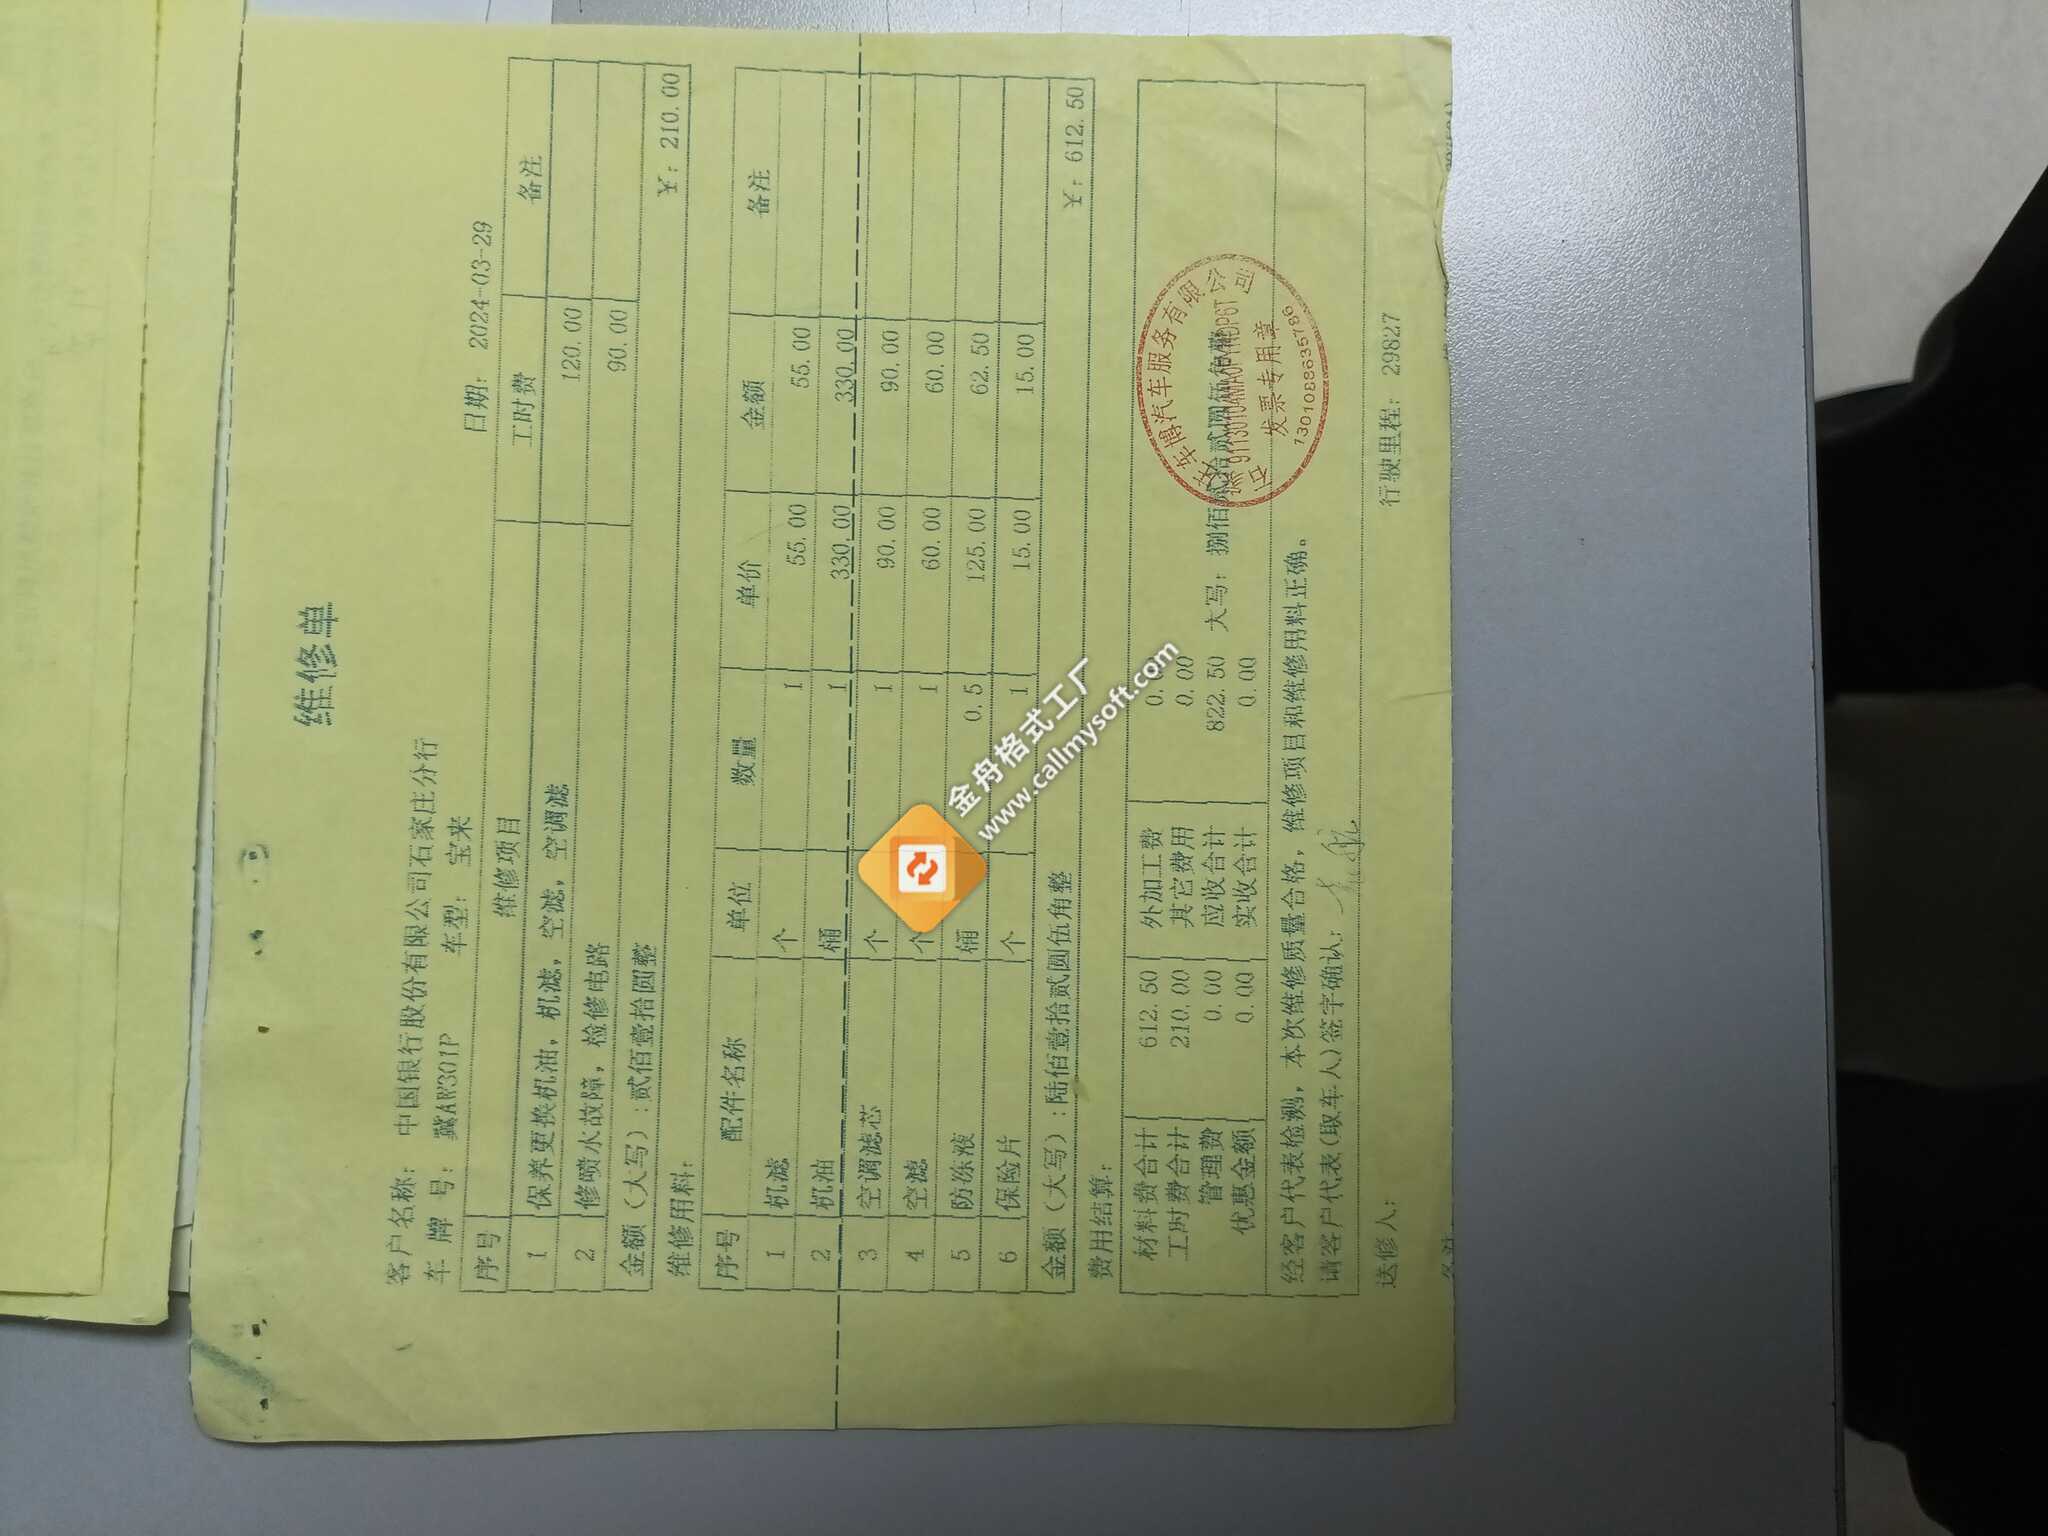 维修单
客户名称： 中国银行股份有限公司石家庄分行 日期： 2024-03-29
车 牌 号： 冀AR301P 车型： 宝来
序号 维修项目 工时费 备注
1 保养更换机油，机滤，空滤，空调滤 120.00
2 修喷水故障，检修电路 90.00
金额（大写）:贰佰壹拾圆整 ￥: 210.00
维修用料：
序号 配件名称 单位 数量 单价 金额 备注
1 机滤 个 1 55.00 55.00
2 机油 桶 1 330.00 330.00
3 空调滤芯 个 1 90.00 90.00
4 空滤 个 1 60.00 60.00
5 防冻液 桶 0.5 125.00 62.50
6 保险片 个 1 15.00 15.00
金额（大写）:陆佰壹拾贰圆伍角整 ￥: 612.50
费用结算：
材料费合计 612.50 外加工费 0.00
工时费合计 210.00 其它费用 0.00
管理费 0.00 应收合计 822.50 大写： 捌佰贰拾贰圆伍角整
优惠金额 0.00 实收合计 0.00
经客户代表检测，本次维修质量合格，维修项目和维修用料正确。
请客户代表(取车人)签字确认：
送修人： 行驶里程： 29827
车博汽车服务有限公司
发票专用章
1301088635786
金舟格式工厂
www.callmysoft.com